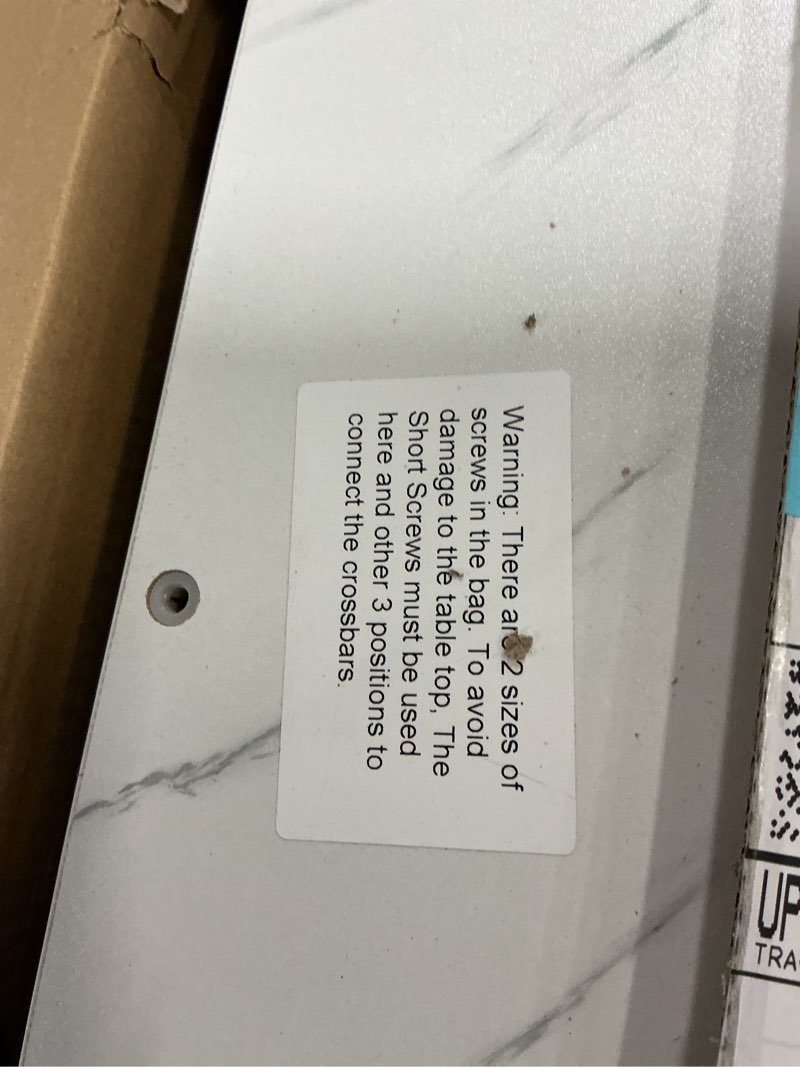 Warning: There are 2 sizes of
screws in the bag. To avoid
damage to the table top, The
Short Screws must be used
here and other 3 positions to
connect the crossbars.
UP
TRA